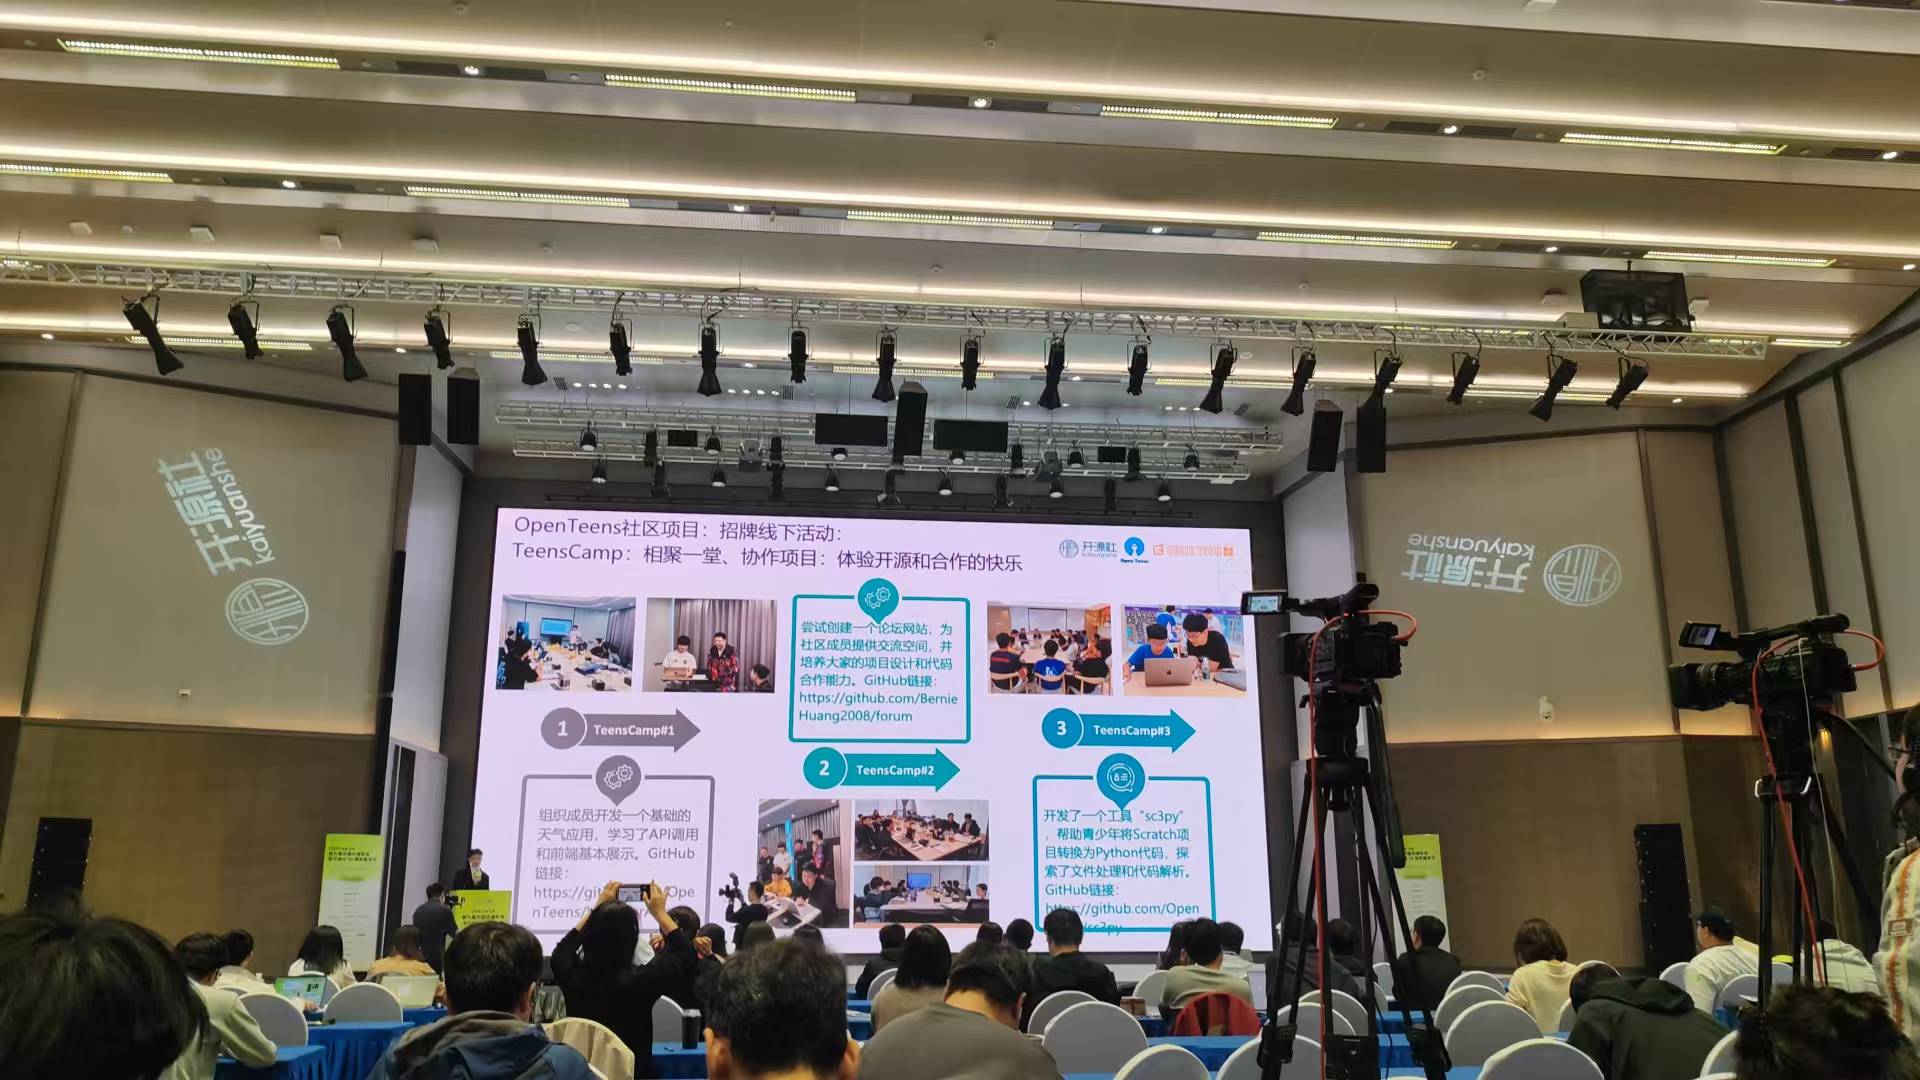 OpenTeens社区项目：招牌线下活动：
TeensCamp：相聚一堂、协作项目：体验开源和合作的快乐
开源社
kaiyuanshe
Open Teens
1
TeensCamp#1
组织成员开发一个基础的
天气应用，学习了API调用
和前端基本展示。GitHub
链接：
https://git
Ope
nTeens/
尝试创建一个论坛网站，为
社区成员提供交流空间，并
培养大家的项目设计和代码
合作能力。GitHub链接：
https://github.com/Bernie
Huang2008/forum
2
TeensCamp#2
3
TeensCamp#3
开发了一个工具“sc3py”
，帮助青少年将Scratch项
目转换为Python代码，探
索了文件处理和代码解析。
GitHub链接：
https://github.com/Open
/sc3py
开源社
kaiyuanshe
开源社
kaiyuanshe